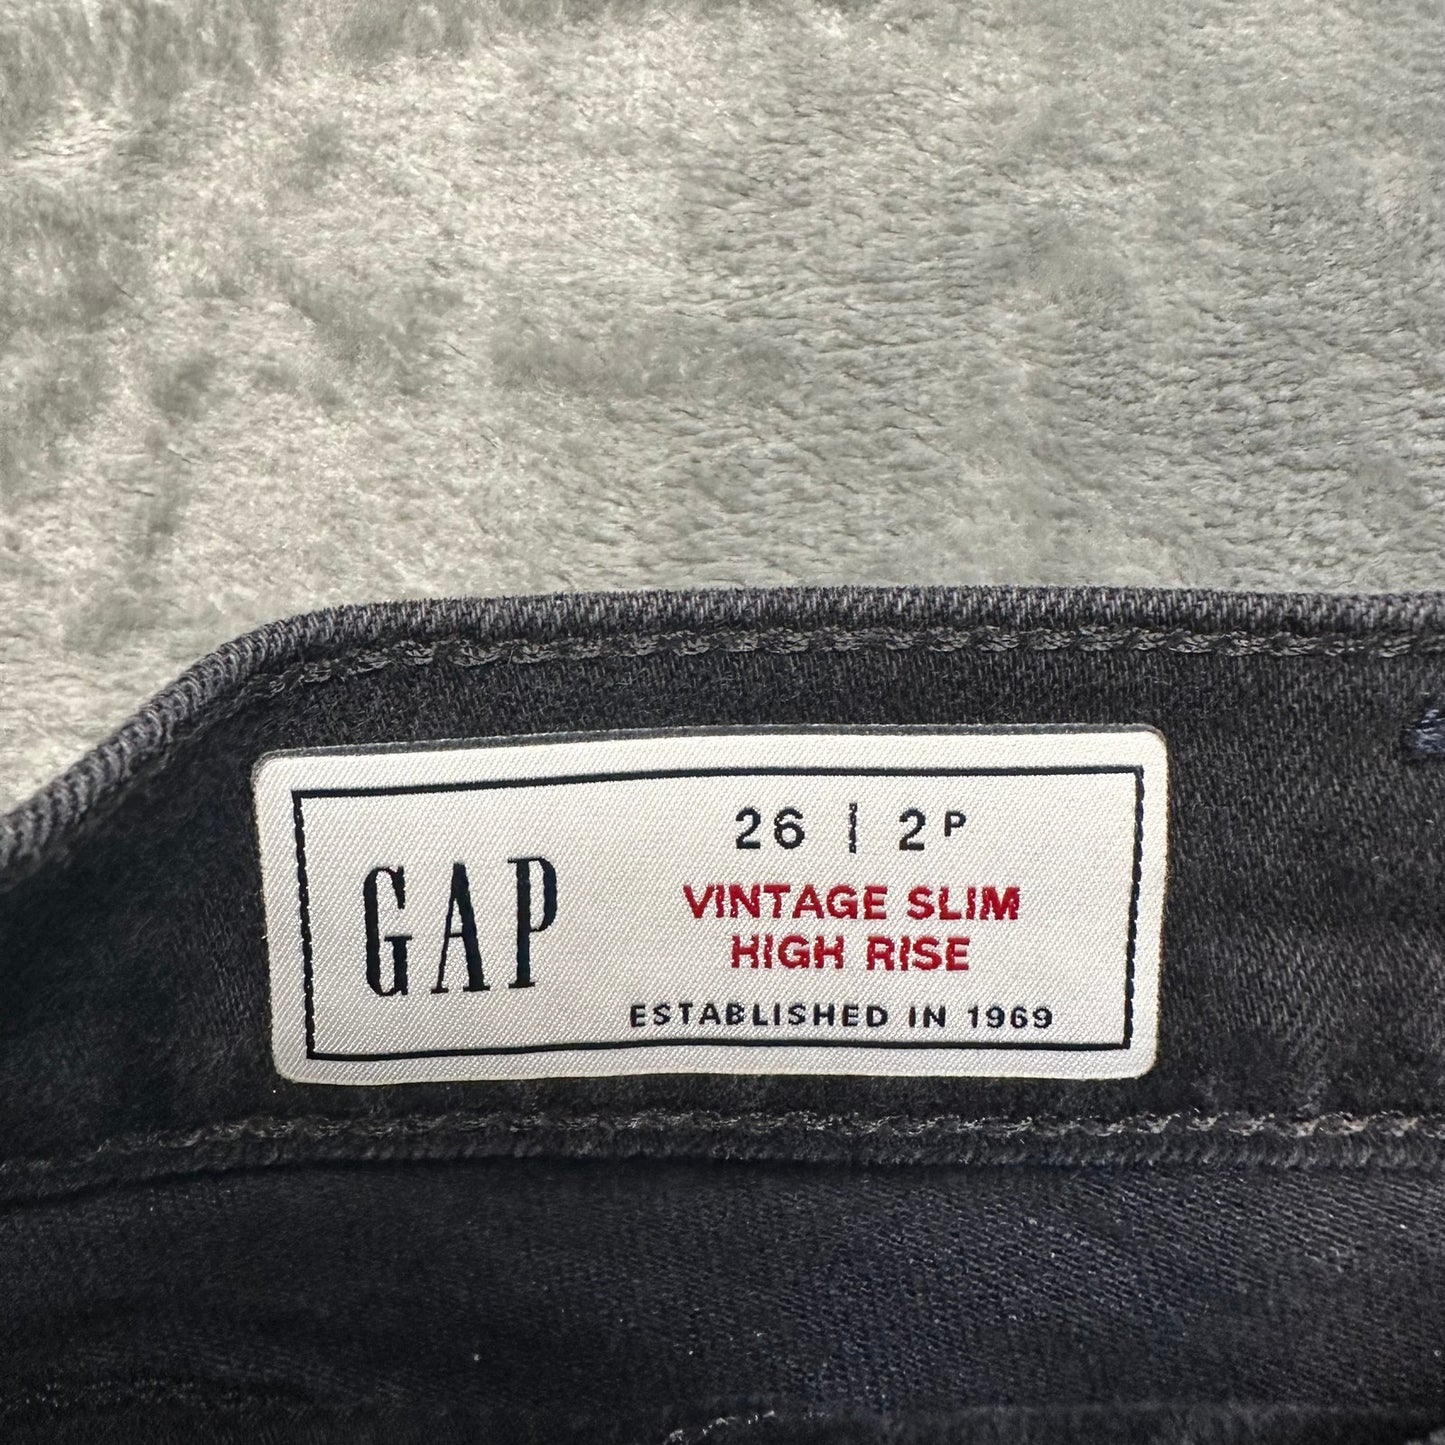 GAP
26 | 2P
VINTAGE SLIM
HIGH RISE
ESTABLISHED IN 1969